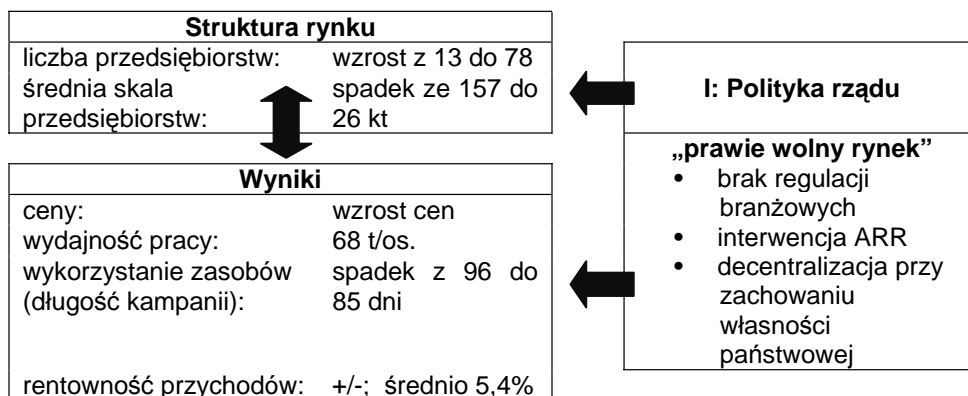 Struktura rynku
liczba przedsiębiorstw: wzrost z 13 do 78
średnia skala spadek ze 157 do
przedsiębiorstw: 26 kt
Wyniki
ceny: wzrost cen
wydajność pracy: 68 t/os.
wykorzystanie zasobów spadek z 96 do
(długość kampanii): 85 dni
rentowność przychodów: +/-; średnio 5,4%
I: Polityka rządu
„prawie wolny rynek”
• brak regulacji
branżowych
• interwencja ARR
• decentralizacja przy
zachowaniu
własności
państwowej